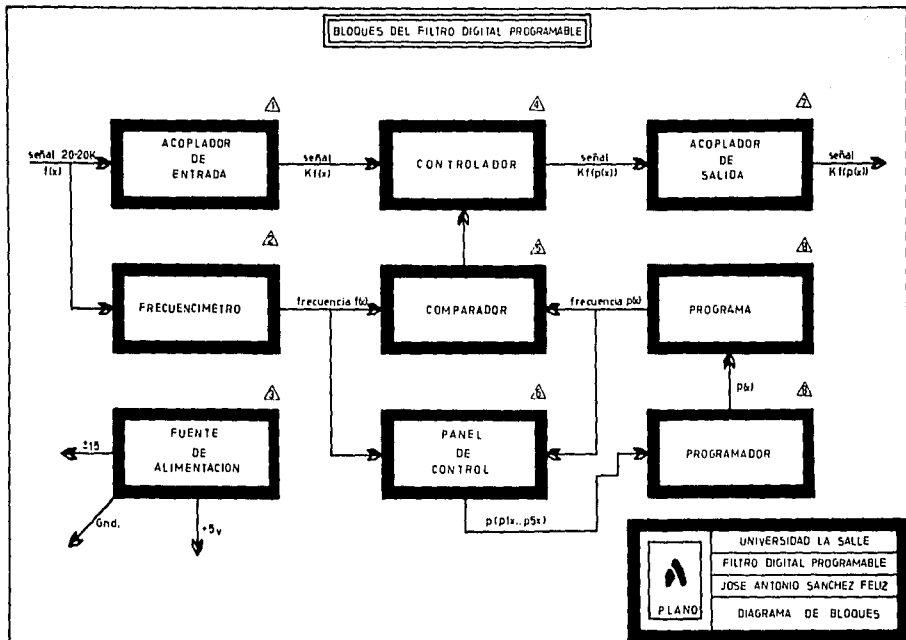 BLOQUES DEL FILTRO DIGITAL PROGRAMABLE
1
4
7
señal 20-20K
f(x)
ACOPLADOR
DE
ENTRADA
señal
Kf(x)
CONTROLADOR
señal
Kf(p(x))
ACOPLADOR
DE
SALIDA
señal
Kf(p(x))
2
5
8
FRECUENCIMETRO
frecuencia f(x)
COMPARADOR
frecuencia p(x)
PROGRAMA
3
6
p(x)
±15
FUENTE
DE
ALIMENTACION
PANEL
DE
CONTROL
PROGRAMADOR
Gnd.
+5v
p(p1x..p5x)
PLANO
UNIVERSIDAD LA SALLE
FILTRO DIGITAL PROGRAMABLE
JOSE ANTONIO SANCHEZ FELIZ
DIAGRAMA DE BLOQUES